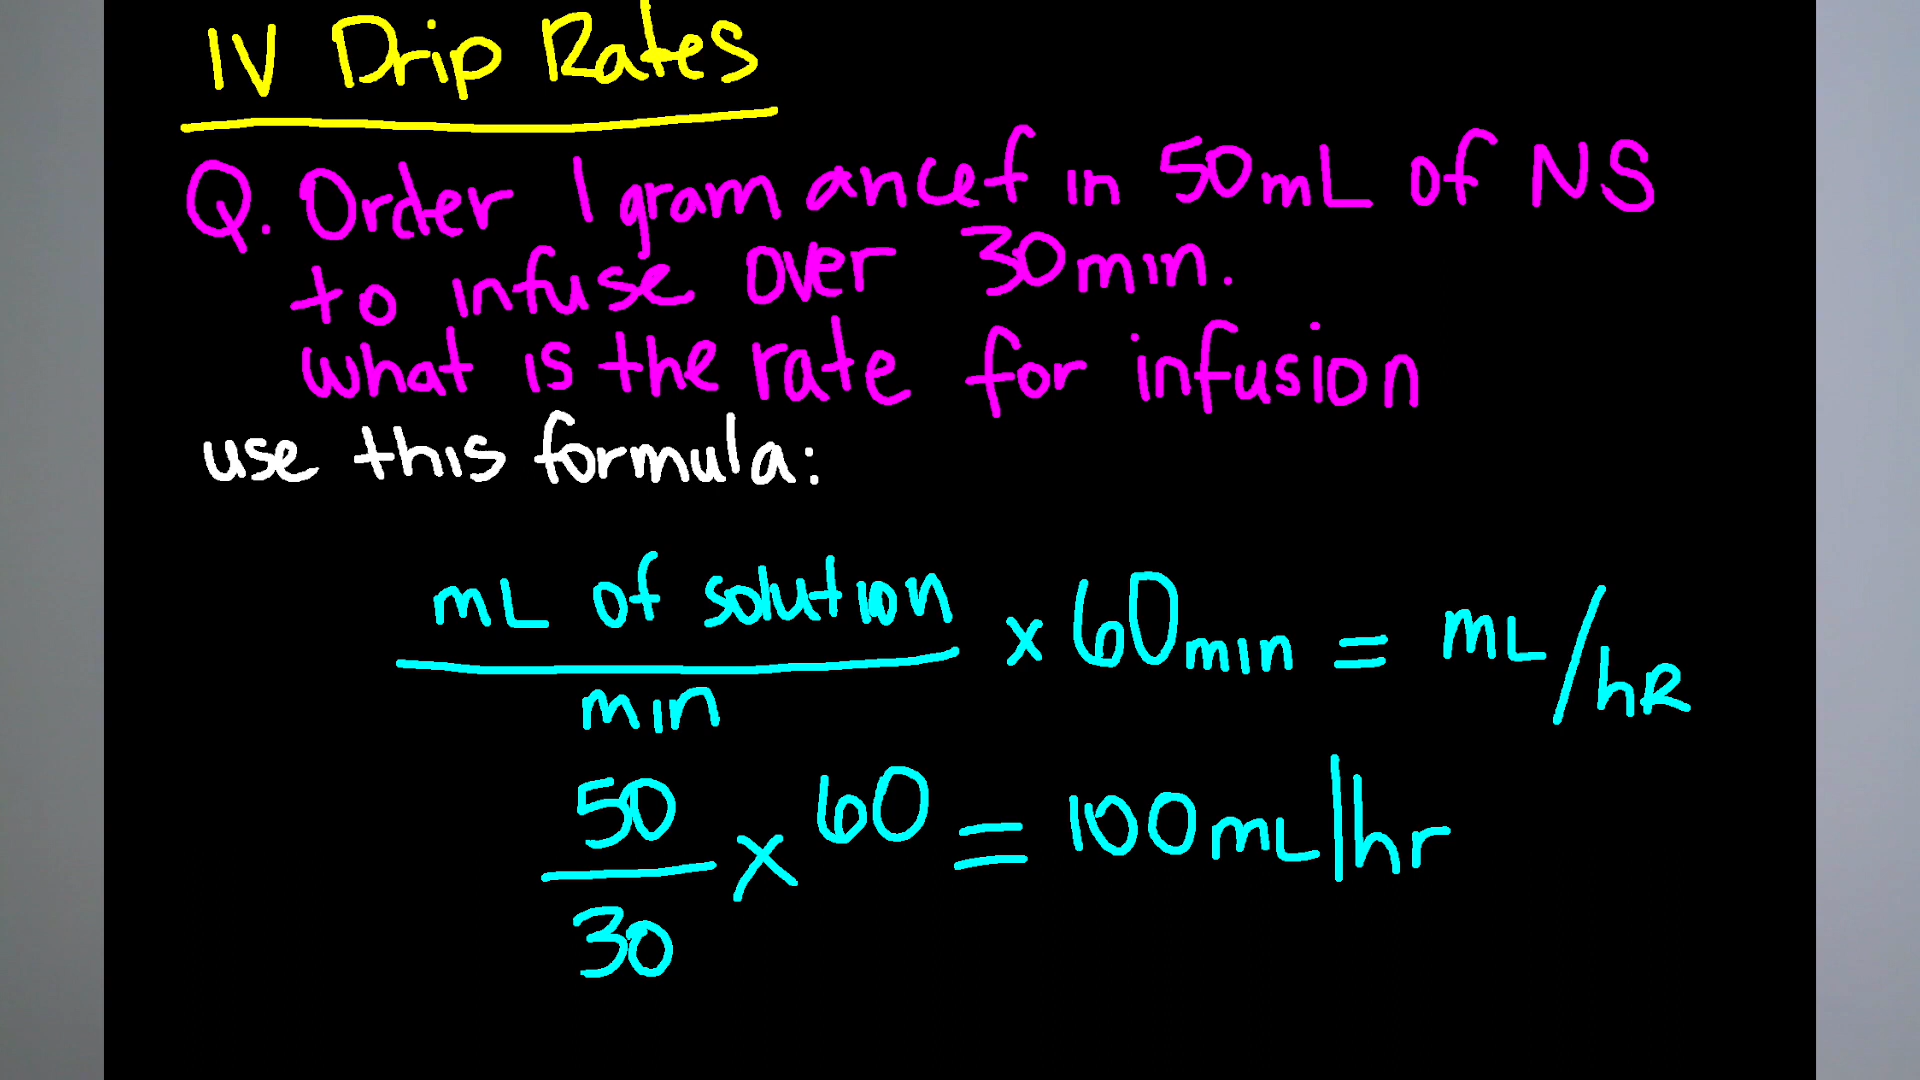 IV Drip Rates
Q. Order 1 gram ancef in 50mL of NS
to infuse over 30min.
what is the rate for infusion
use this formula:
mL of solution
min
x 60min = mL/hR
50
30
x 60 = 100mL/hr